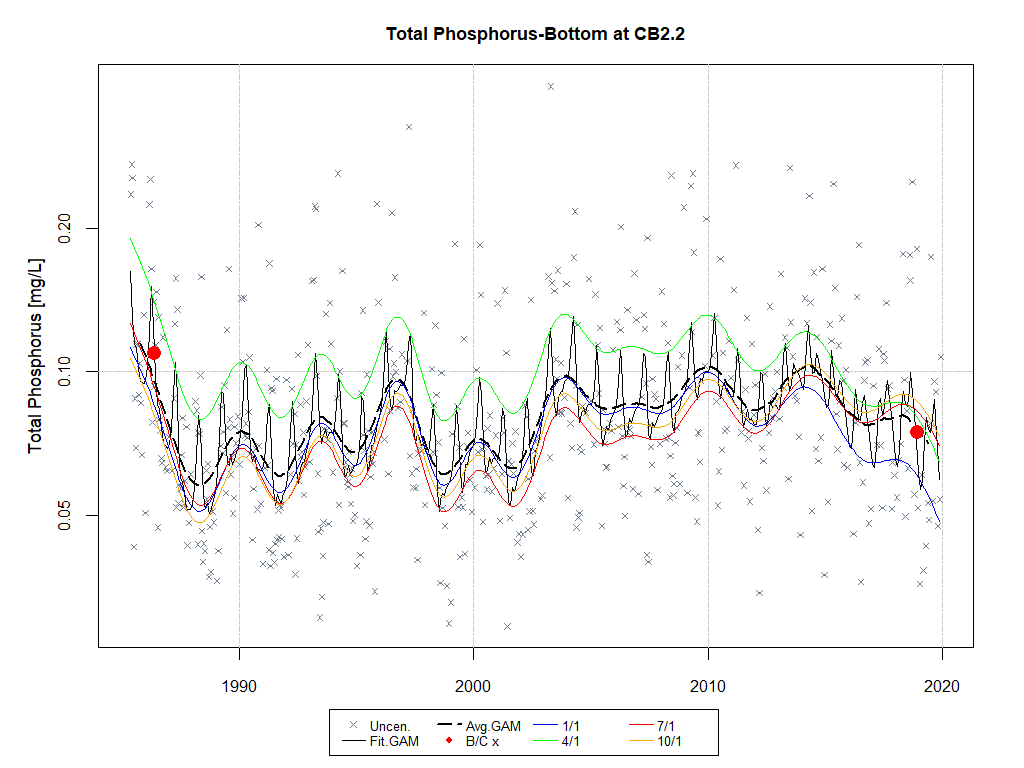 Total Phosphorus-Bottom at CB2.2
Total Phosphorus [mg/L]
0.20
0.10
0.05
1990 2000 2010 2020
Uncen. Avg.GAM 1/1 7/1
Fit.GAM B/C x 4/1 10/1